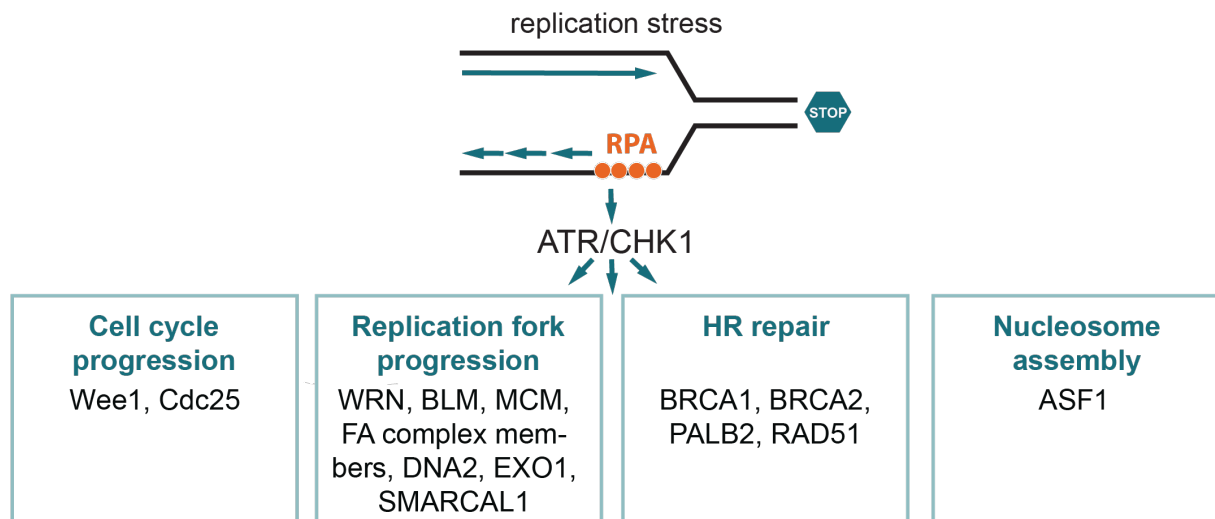 replication stress
STOP
RPA
ATR/CHK1
Cell cycle
progression
Wee1, Cdc25
Replication fork
progression
WRN, BLM, MCM,
FA complex mem-
bers, DNA2, EXO1,
SMARCAL1
HR repair
BRCA1, BRCA2,
PALB2, RAD51
Nucleosome
assembly
ASF1